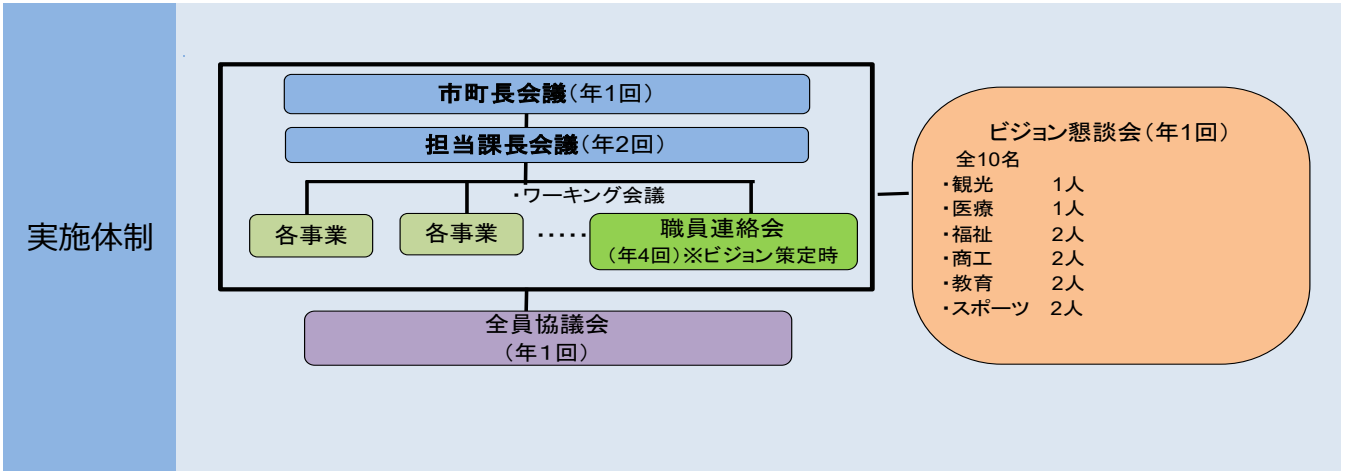 実施体制
市町長会議(年1回)
担当課長会議(年2回)
・ワーキング会議
各事業
各事業
・・・・・
職員連絡会
(年4回)※ビジョン策定時
全員協議会
(年１回)
ビジョン懇談会(年1回)
全10名
・観光 1人
・医療 1人
・福祉 2人
・商工 2人
・教育 2人
・スポーツ 2人